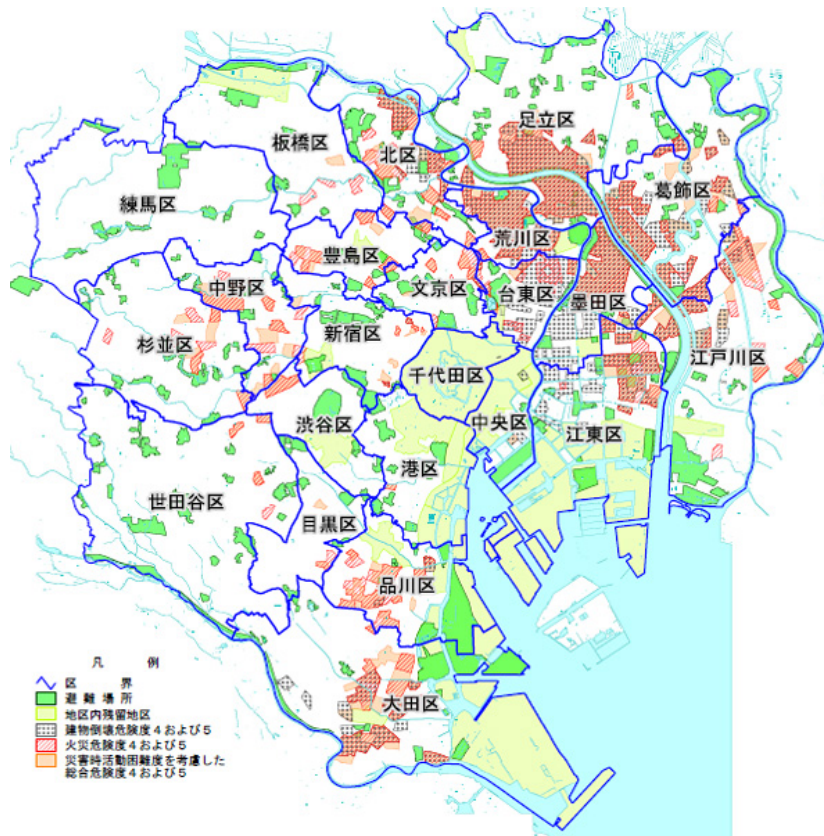 足立区
板橋区
北区
葛飾区
練馬区
荒川区
豊島区
文京区
台東区
中野区
墨田区
新宿区
杉並区
江戸川区
千代田区
渋谷区
中央区
江東区
港区
世田谷区
目黒区
品川区
大田区
凡 例
区 界
避難場所
地区内残留地区
建物倒壊危険度4および5
火災危険度4および5
災害時活動困難度を考慮した
総合危険度4および5